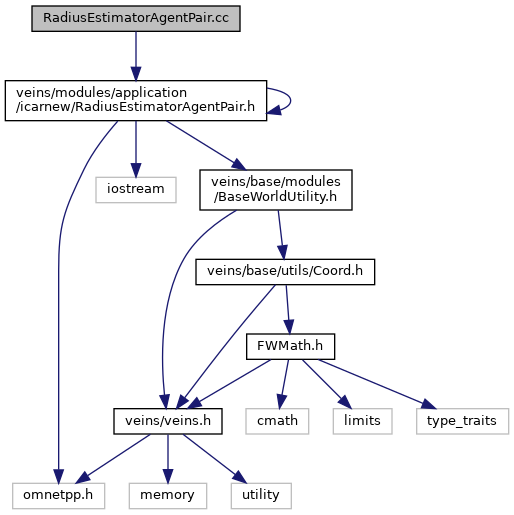 RadiusEstimatorAgentPair.cc
veins/modules/application
/icarnew/RadiusEstimatorAgentPair.h
iostream
veins/base/modules
/BaseWorldUtility.h
veins/base/utils/Coord.h
FWMath.h
veins/veins.h
cmath
limits
type_traits
omnetpp.h
memory
utility